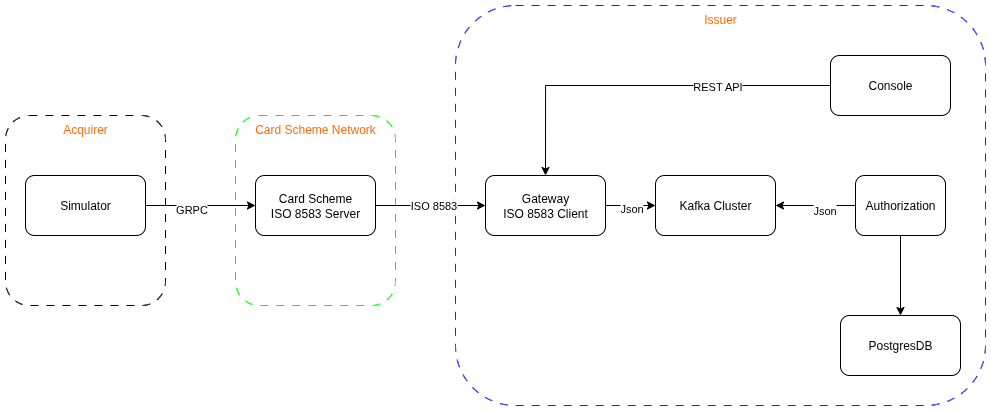 Issuer
REST API
Console
Acquirer
Card Scheme Network
Simulator
GRPC
Card Scheme
ISO 8583 Server
ISO 8583
Gateway
ISO 8583 Client
Json
Kafka Cluster
Json
Authorization
PostgresDB